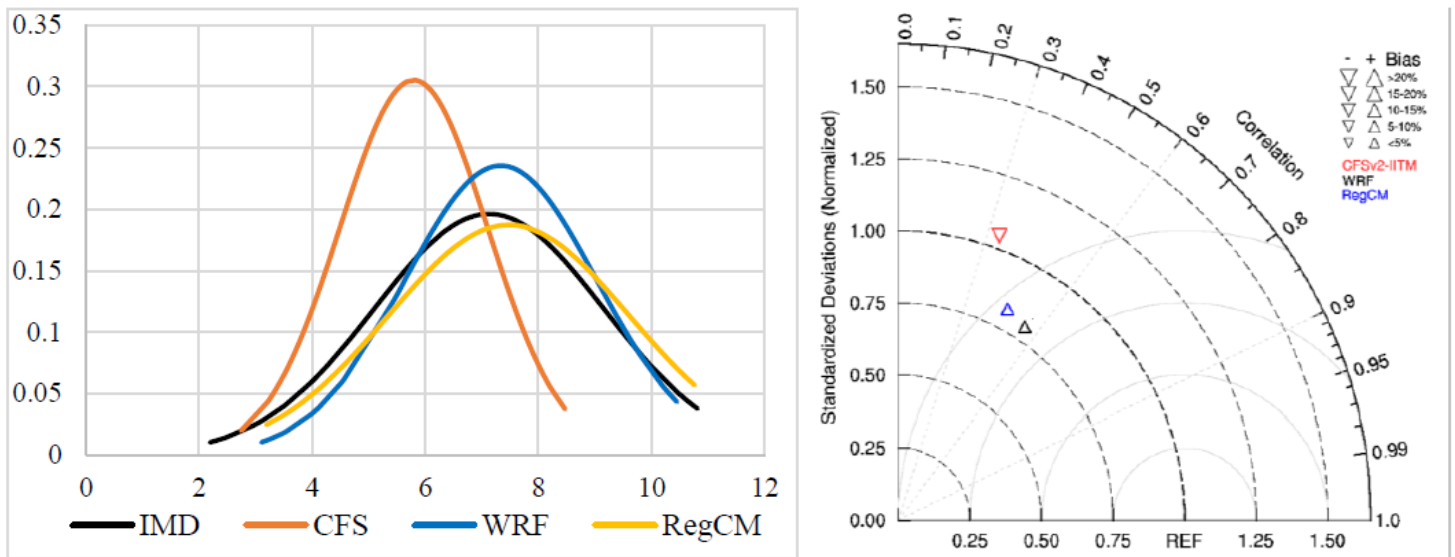 0.35
0.3
0.25
0.2
0.15
0.1
0.05
0
0 2 4 6 8 10 12
IMD CFS WRF RegCM
0.0 0.1 0.2 0.3 0.4 0.5 0.6 0.7 0.8 0.9 0.95 0.99 1.0
Correlation
Standardized Deviations (Normalized)
1.50
1.25
1.00
0.75
0.50
0.25
0.00
0.25 0.50 0.75 REF 1.25 1.50
- + Bias
>20%
15-20%
10-15%
5-10%
<5%
CFSv2-IITM
WRF
RegCM